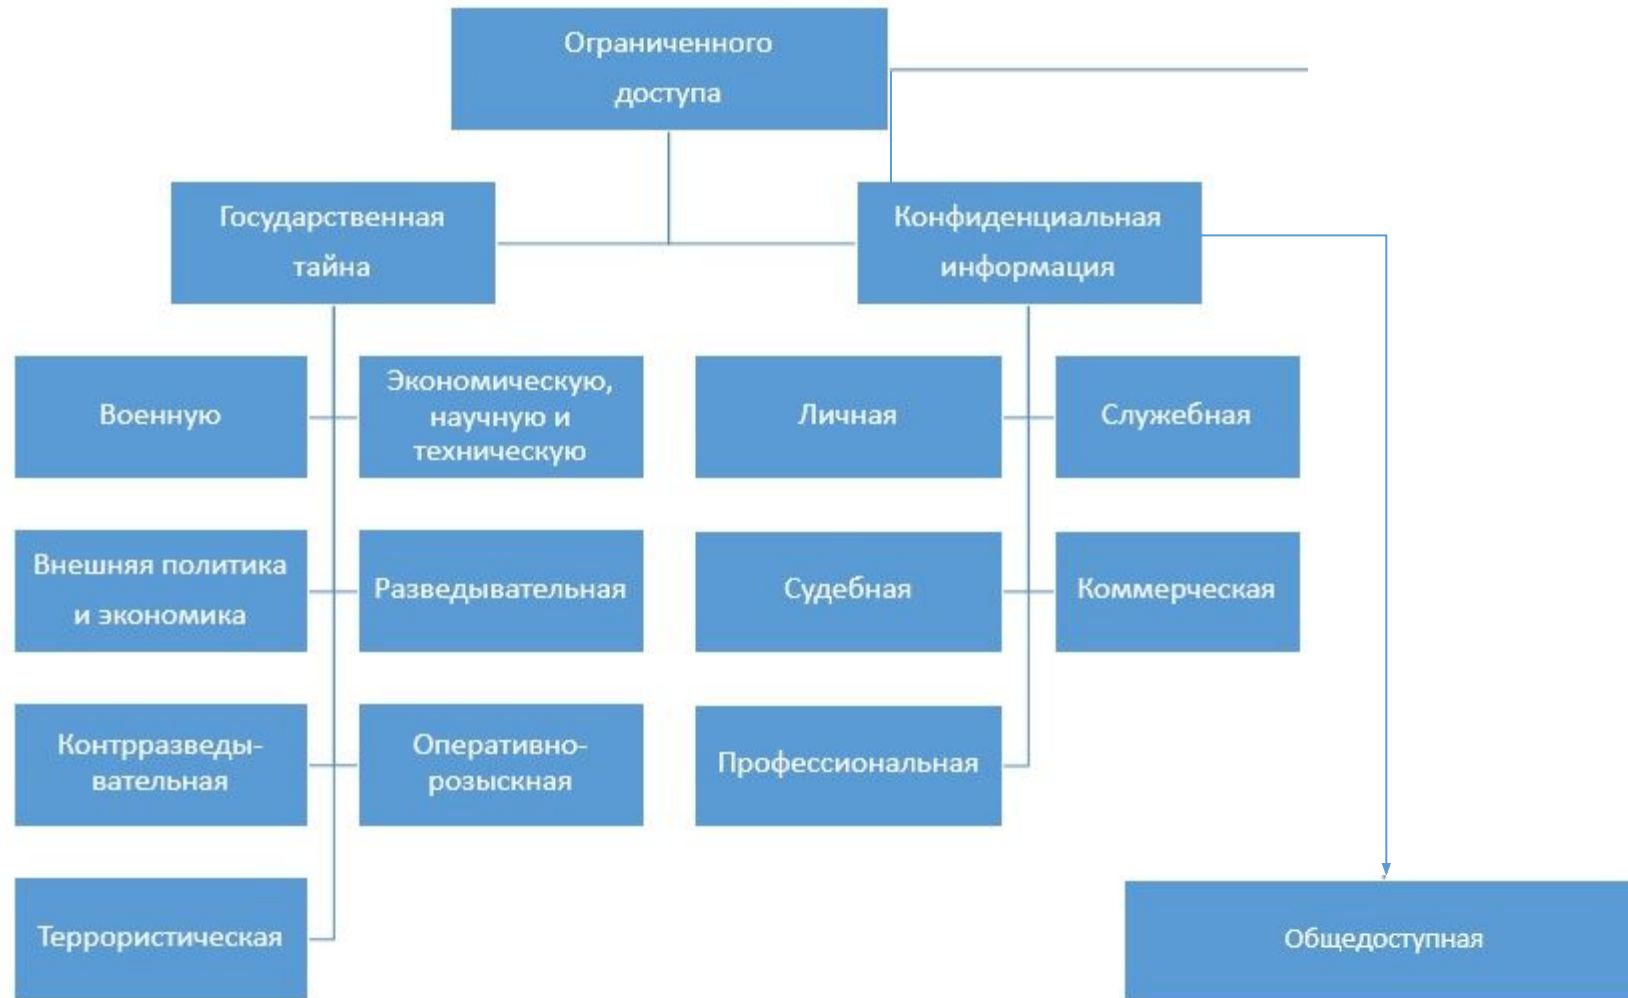 Ограниченного
доступа
Государственная
тайна
Конфиденциальная
информация
Военную
Экономическую,
научную и
техническую
Личная
Служебная
Внешняя политика
и экономика
Разведывательная
Судебная
Коммерческая
Контрразведы-
вательная
Оперативно-
розыскная
Профессиональная
Террористическая
Общедоступная